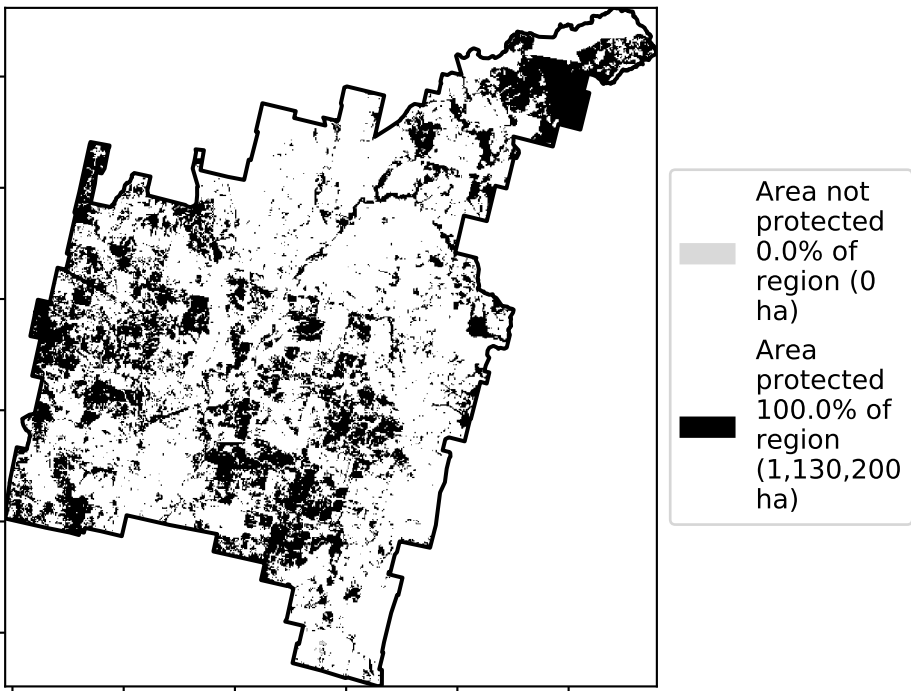 Area not
protected
0.0% of
region (0
ha)
Area
protected
100.0% of
region
(1,130,200
ha)